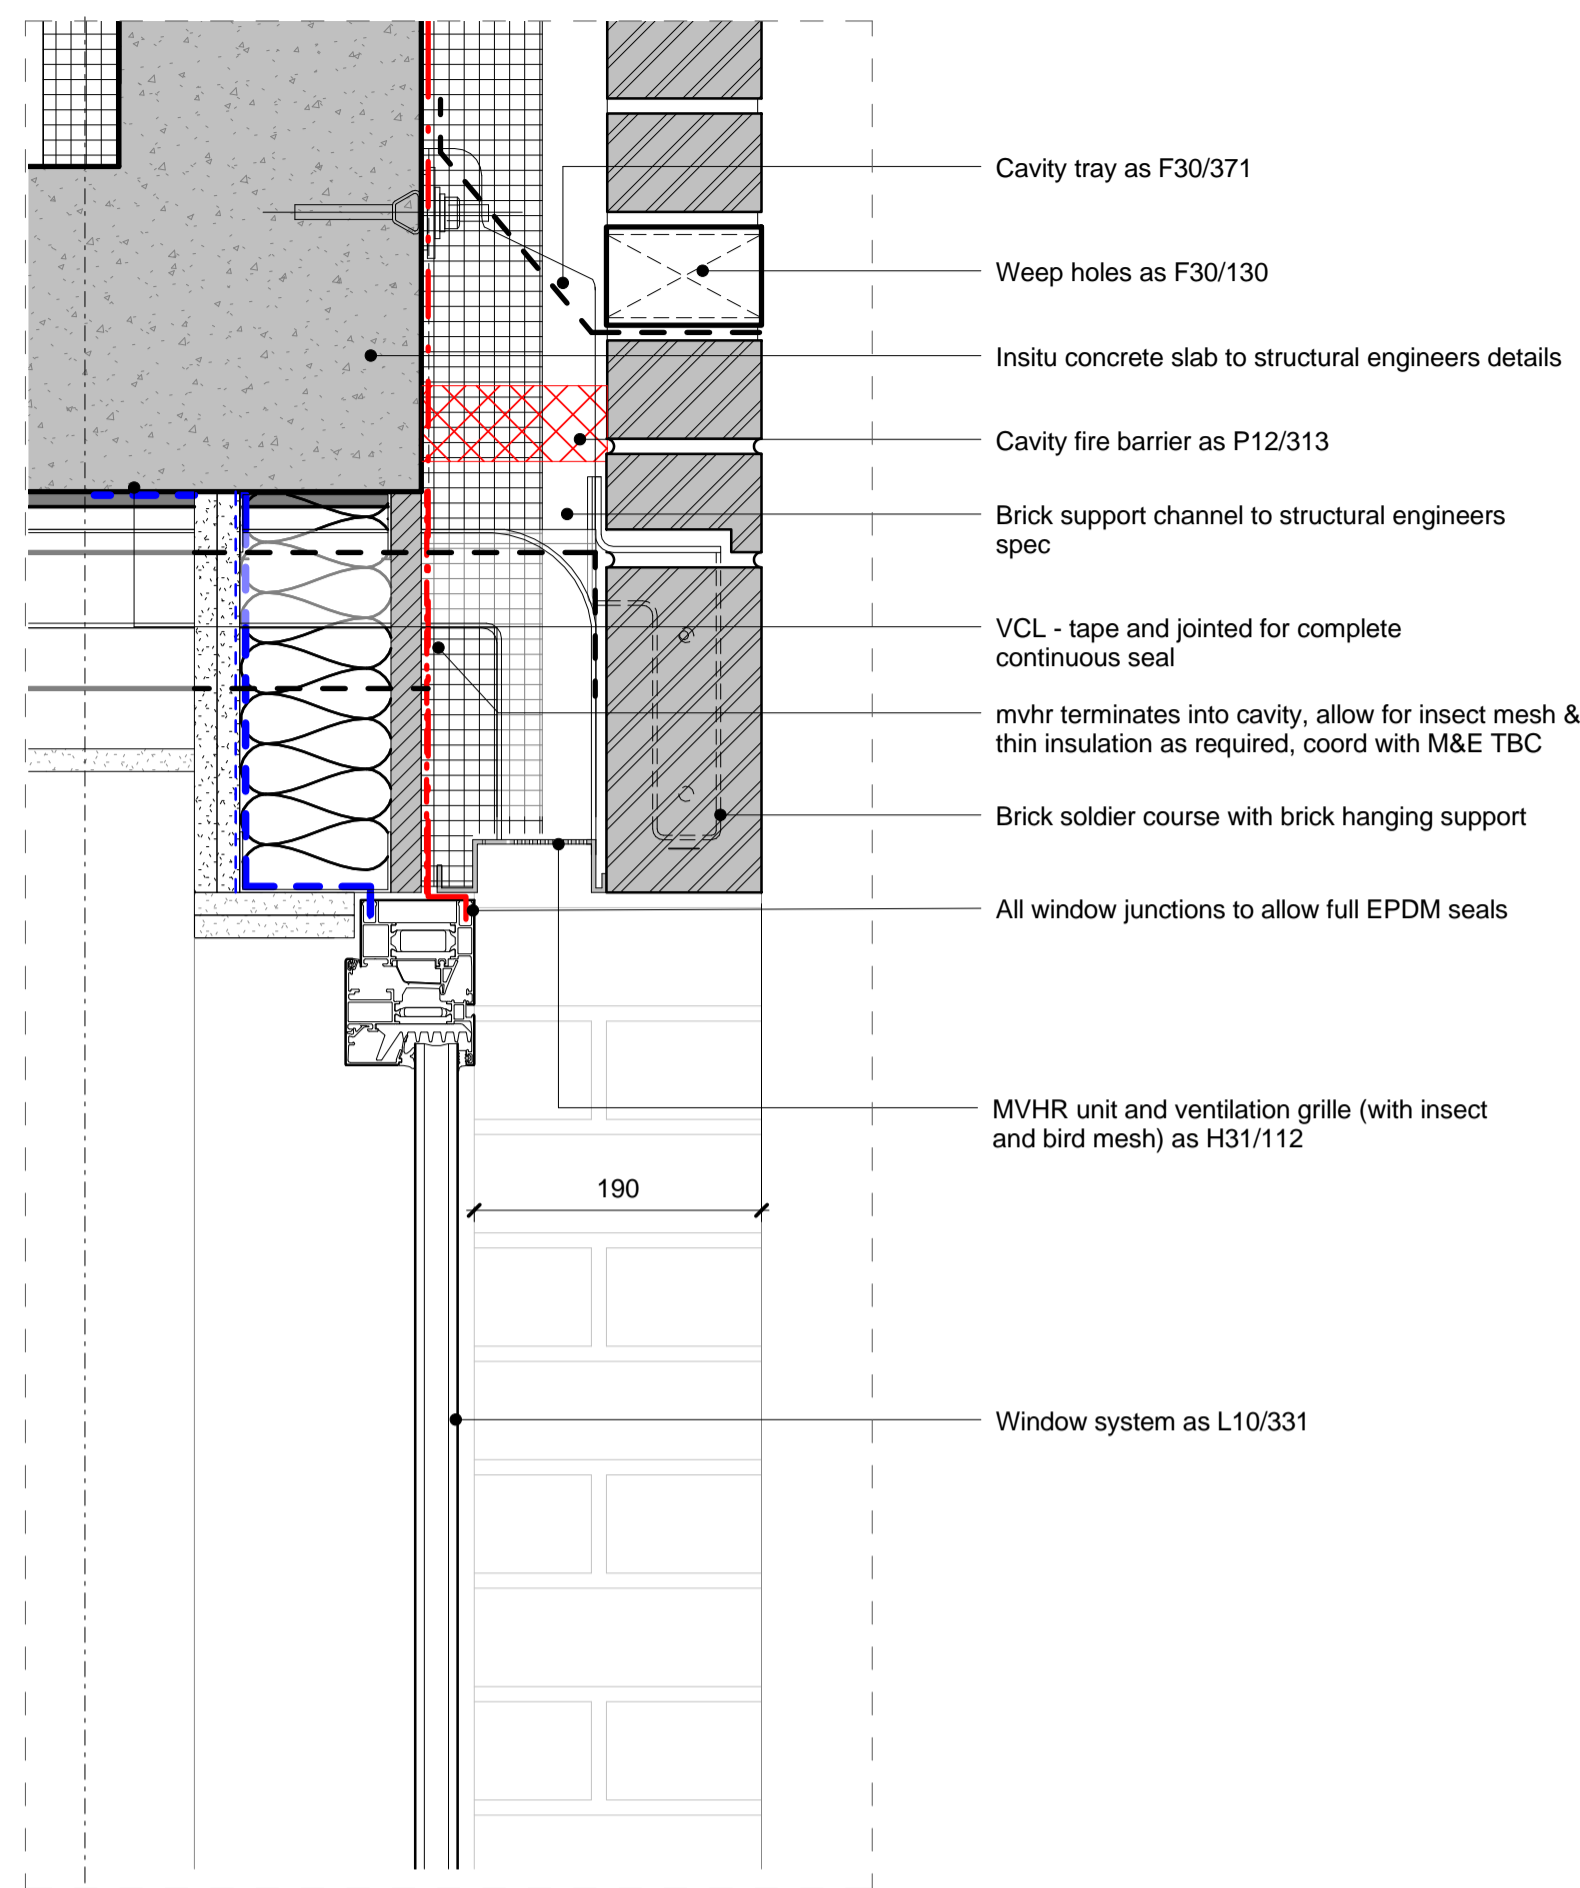 Cavity tray as F30/371
Weep holes as F30/130
Insitu concrete slab to structural engineers details
Cavity fire barrier as P12/313
Brick support channel to structural engineers
spec
VCL - tape and jointed for complete
continuous seal
mvhr terminates into cavity, allow for insect mesh &
thin insulation as required, coord with M&E TBC
Brick soldier course with brick hanging support
All window junctions to allow full EPDM seals
MVHR unit and ventilation grille (with insect
and bird mesh) as H31/112
190
Window system as L10/331